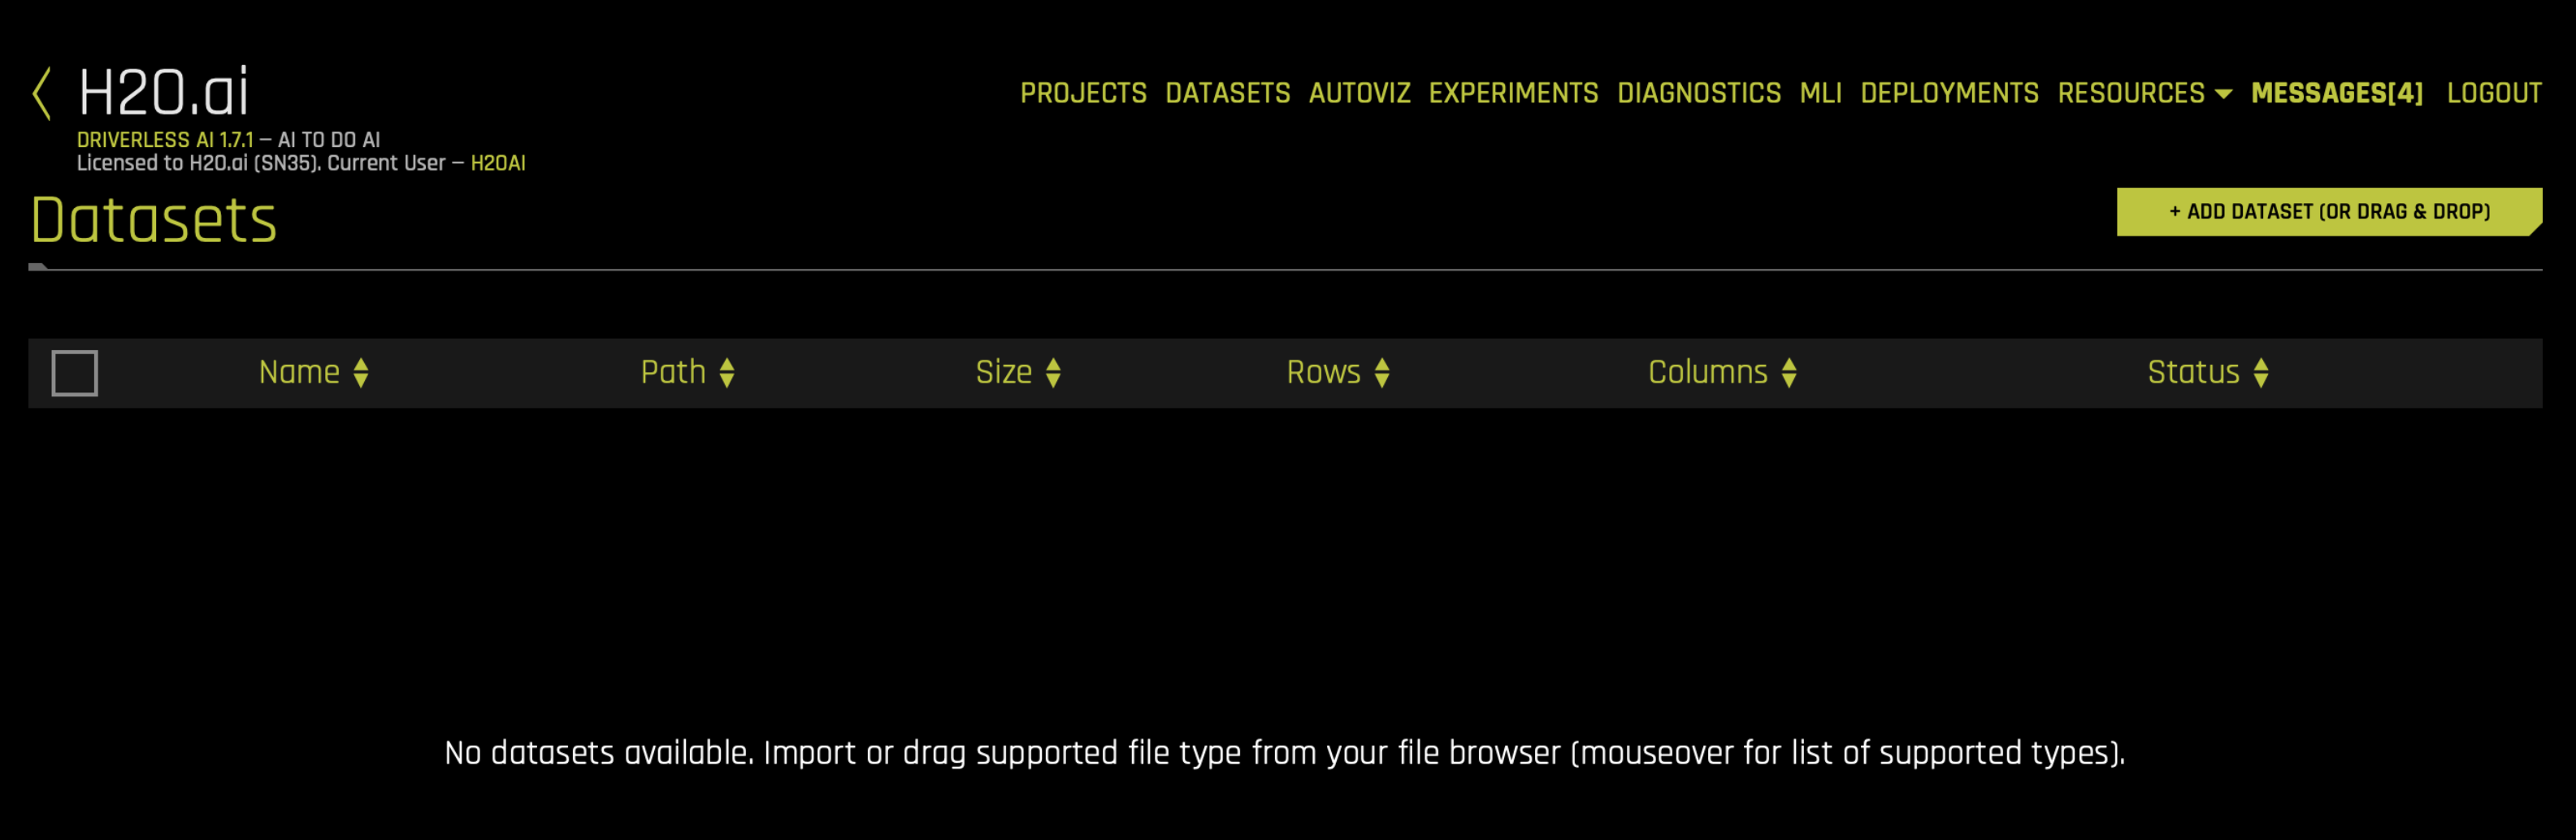 H2O.ai
PROJECTS DATASETS AUTOVIZ EXPERIMENTS DIAGNOSTICS MLI DEPLOYMENTS RESOURCES MESSAGES[4] LOGOUT
DRIVERLESS AI 1.7.1 – AI TO DO AI
Licensed to H2O.ai (SN35). Current User – H2OAI
Datasets
+ ADD DATASET (OR DRAG & DROP)
Name Path Size Rows Columns Status
No datasets available. Import or drag supported file type from your file browser (mouseover for list of supported types).